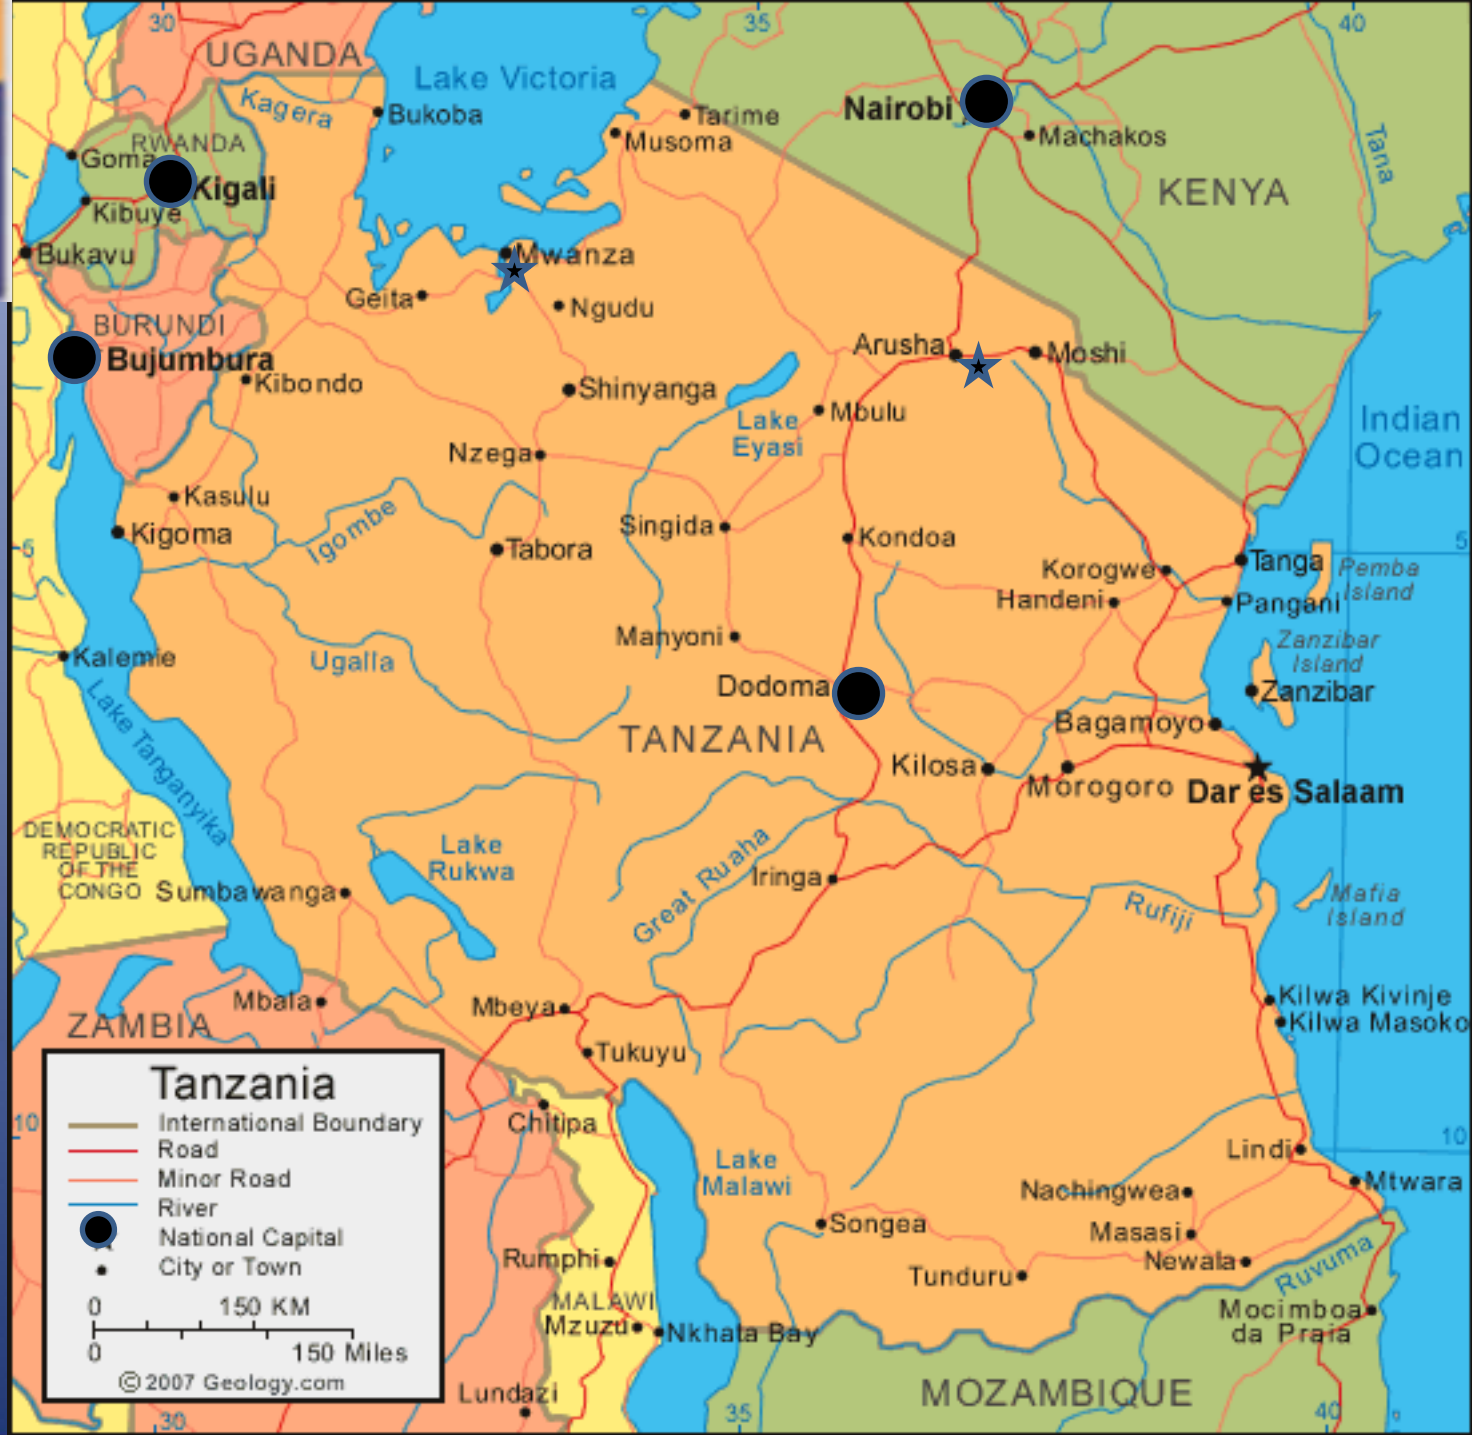 30
35
40
UGANDA
Lake Victoria
Kagera
Bukoba
Tarime
Musoma
Nairobi
Machakos
Tana
KENYA
RWANDA
Goma
Kigali
Kibuye
Bukavu
Mwanza
Geita
Ngudu
BURUNDI
Bujumbura
Kibondo
Arusha
Moshi
Shinyanga
Mbulu
Lake
Eyasi
Indian
Ocean
Nzega
Kasulu
Kigoma
Igombe
Singida
Kondoa
Tabora
5
5
Korogwe
Tanga
Pemba
Island
Handeni
Pangani
Manyoni
Zanzibar
Island
Kalemie
Ugalla
Dodoma
Zanzibar
Lake Tanganyika
TANZANIA
Bagamoyo
Kilosa
Morogoro
Dar es Salaam
DEMOCRATIC
REPUBLIC
OF THE
CONGO
Sumbawanga
Lake
Rukwa
Great Ruaha
Iringa
Rufiji
Mafia
Island
Mbala
ZAMBIA
Mbeya
Kilwa Kivinje
Kilwa Masoko
Tukuyu
Tanzania
International Boundary
Road
Minor Road
River
National Capital
City or Town
0
150 KM
0
150 Miles
© 2007 Geology.com
10
10
Chitipa
Lake
Malawi
Lindi
Nachingwea
Mtwara
Songea
Masasi
Newala
Tunduru
Ruvuma
Rumphi
MALAWI
Mzuzu
Nkhata Bay
Mocimboa
da Praia
Lundazi
MOZAMBIQUE
30
35
40